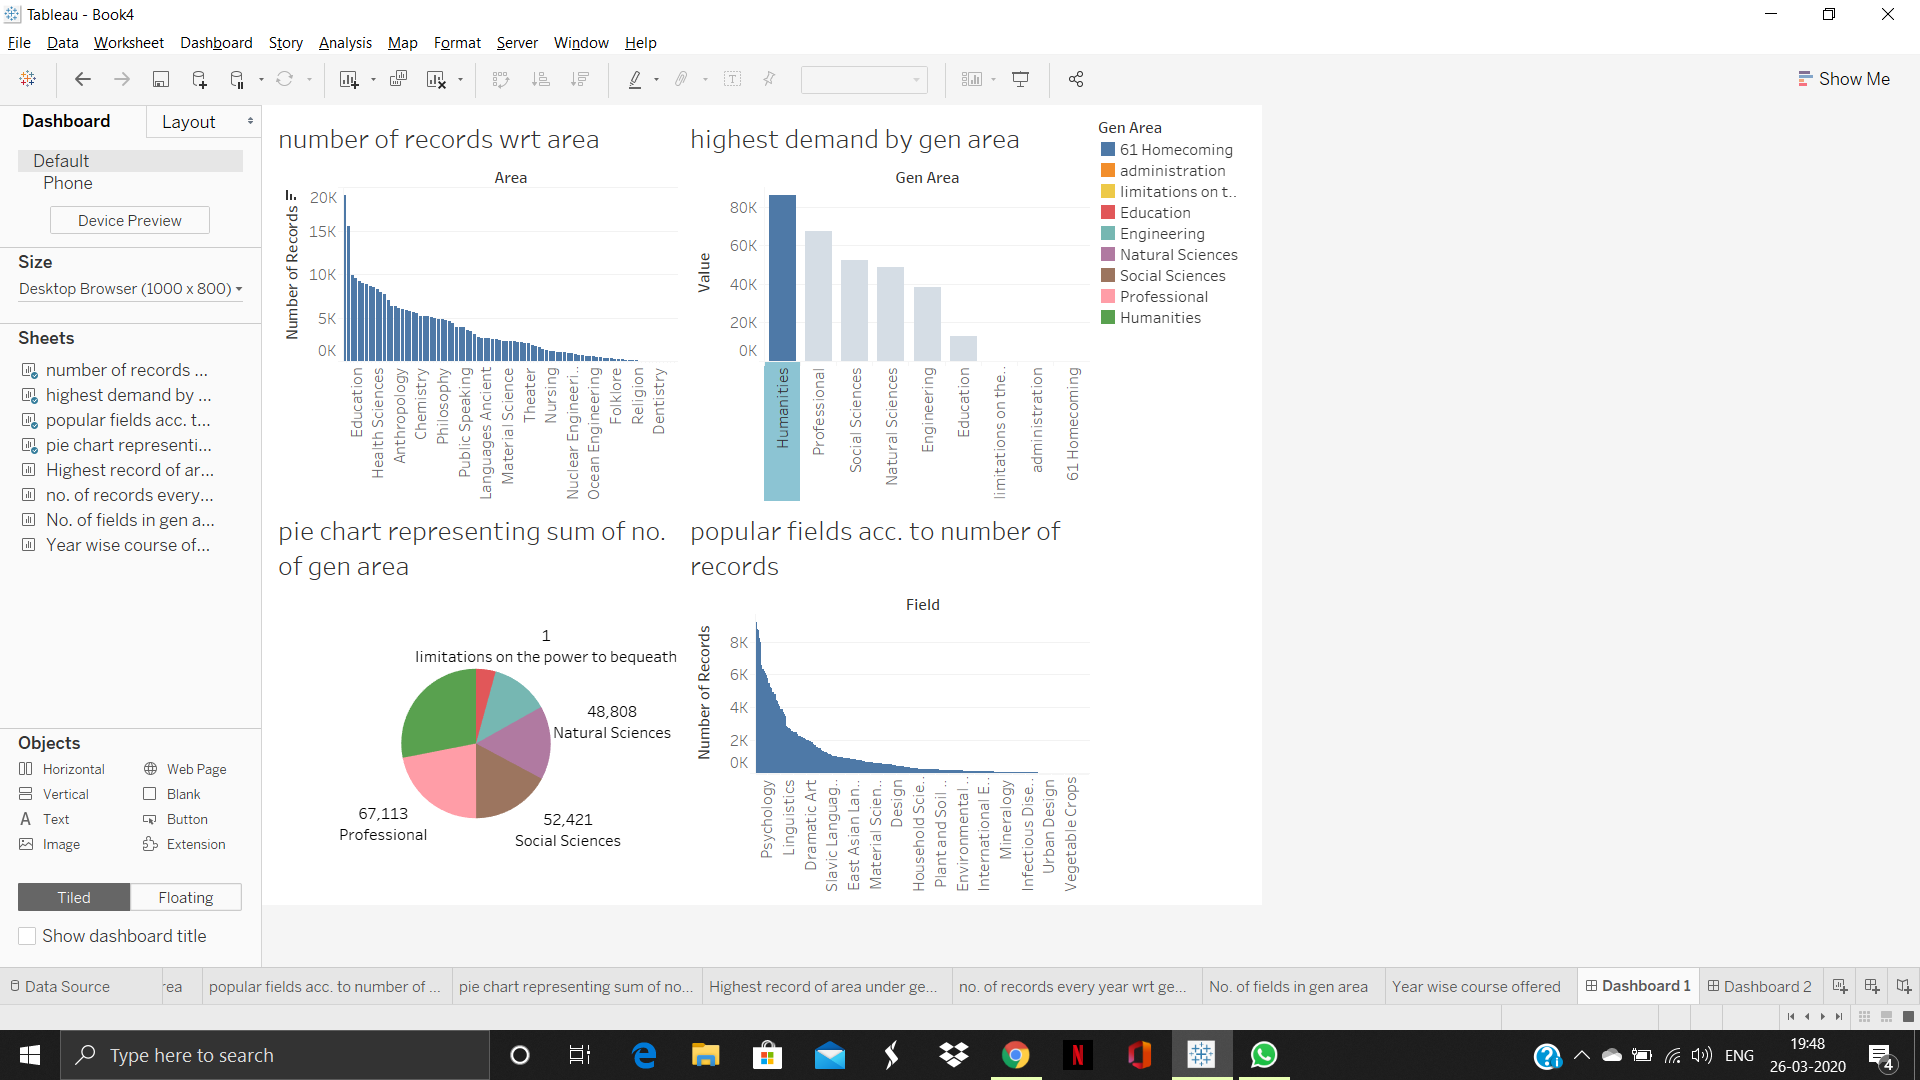 Tableau - Book4
File Data Worksheet Dashboard Story Analysis Map Format Server Window Help
Show Me
Dashboard
Layout
Default
Phone
Device Preview
Size
Desktop Browser (1000 x 800)
Sheets
number of records ...
highest demand by ...
popular fields acc. t...
pie chart representi...
Highest record of ar...
no. of records every...
No. of fields in gen a...
Year wise course of...
Objects
Horizontal
Web Page
Vertical
Blank
Text
Button
Image
Extension
Tiled
Floating
Show dashboard title
number of records wrt area
Area
Number of Records
20K
15K
10K
5K
0K
Education
Health Sciences
Anthropology
Chemistry
Philosophy
Public Speaking
Languages Ancient
Material Science
Theater
Nursing
Nuclear Engineeri..
Ocean Engineering
Folklore
Religion
Dentistry
highest demand by gen area
Gen Area
Value
80K
60K
40K
20K
0K
Humanities
Professional
Social Sciences
Natural Sciences
Engineering
Education
limitations on the..
administration
61 Homecoming
Gen Area
61 Homecoming
administration
limitations on t..
Education
Engineering
Natural Sciences
Social Sciences
Professional
Humanities
pie chart representing sum of no.
of gen area
1
limitations on the power to bequeath
48,808
Natural Sciences
52,421
Social Sciences
67,113
Professional
popular fields acc. to number of
records
Field
Number of Records
8K
6K
4K
2K
0K
Psychology
Linguistics
Dramatic Art
Slavic Languag..
East Asian Lan..
Material Scien..
Design
Household Scie..
Plant and Soil ..
Environmental ..
International E..
Mineralogy
Infectious Dise..
Urban Design
Vegetable Crops
Data Source
rea
popular fields acc. to number of ...
pie chart representing sum of no...
Highest record of area under ge...
no. of records every year wrt ge...
No. of fields in gen area
Year wise course offered
Dashboard 1
Dashboard 2
Type here to search
ENG
19:48
26-03-2020
4